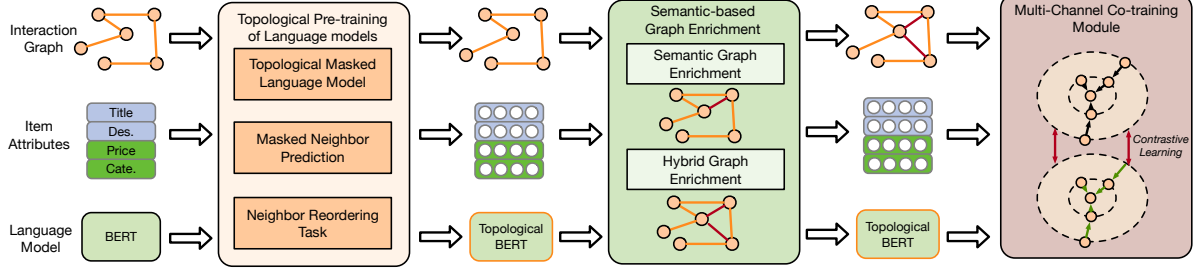 Interaction
Graph
Item
Attributes
Title
Des.
Price
Cate.
Language
Model
BERT
Topological Pre-training
of Language models
Topological Masked
Language Model
Masked Neighbor
Prediction
Neighbor Reordering
Task
Topological
BERT
Semantic-based
Graph Enrichment
Semantic Graph
Enrichment
Hybrid Graph
Enrichment
Topological
BERT
Multi-Channel Co-training
Module
Contrastive
Learning